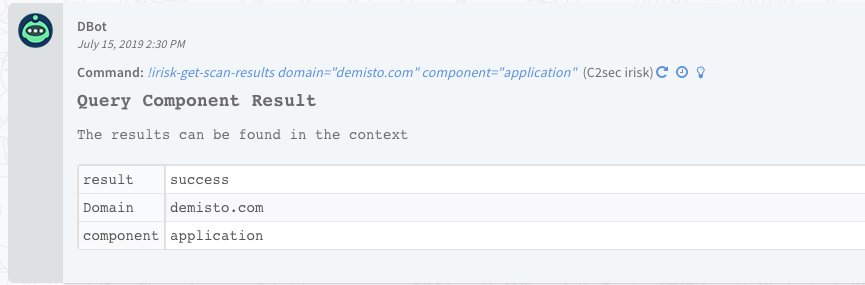 DBot
July 15, 2019 2:30 PM
Command: !irisk-get-scan-results domain="demisto.com" component="application" (C2sec irisk)
Query Component Result
The results can be found in the context
result success
Domain demisto.com
component application